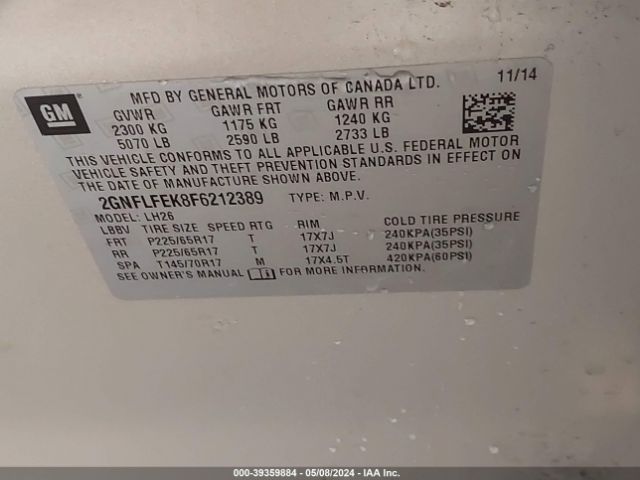 GM
MFD BY GENERAL MOTORS OF CANADA LTD. 11/14
GVWR GAWR FRT GAWR RR
2300 KG 1175 KG 1240 KG
5070 LB 2590 LB 2733 LB
THIS VEHICLE CONFORMS TO ALL APPLICABLE U.S. FEDERAL MOTOR
VEHICLE SAFETY AND THEFT PREVENTION STANDARDS IN EFFECT ON
THE DATE OF MANUFACTURE SHOWN ABOVE.
2GNFLFEK8F6212389 TYPE: M.P.V.
MODEL: LH26
LBBV TIRE SIZE SPEED RTG RIM COLD TIRE PRESSURE
FRT P225/65R17 T 17X7J 240KPA(35PSI)
RR P225/65R17 T 17X7J 240KPA(35PSI)
SPA T145/70R17 M 17X4.5T 420KPA(60PSI)
SEE OWNER'S MANUAL FOR MORE INFORMATION.
000-39359884 - 05/08/2024 - IAA Inc.